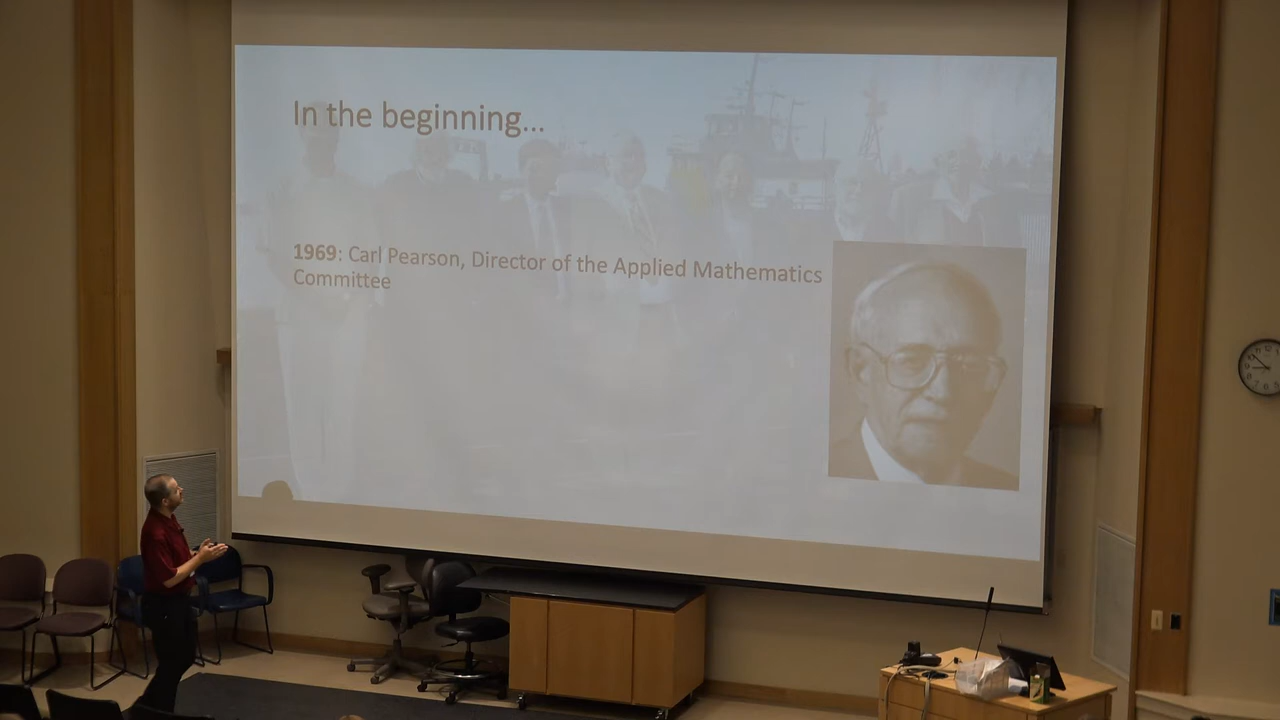 In the beginning...
1969: Carl Pearson, Director of the Applied Mathematics
Committee